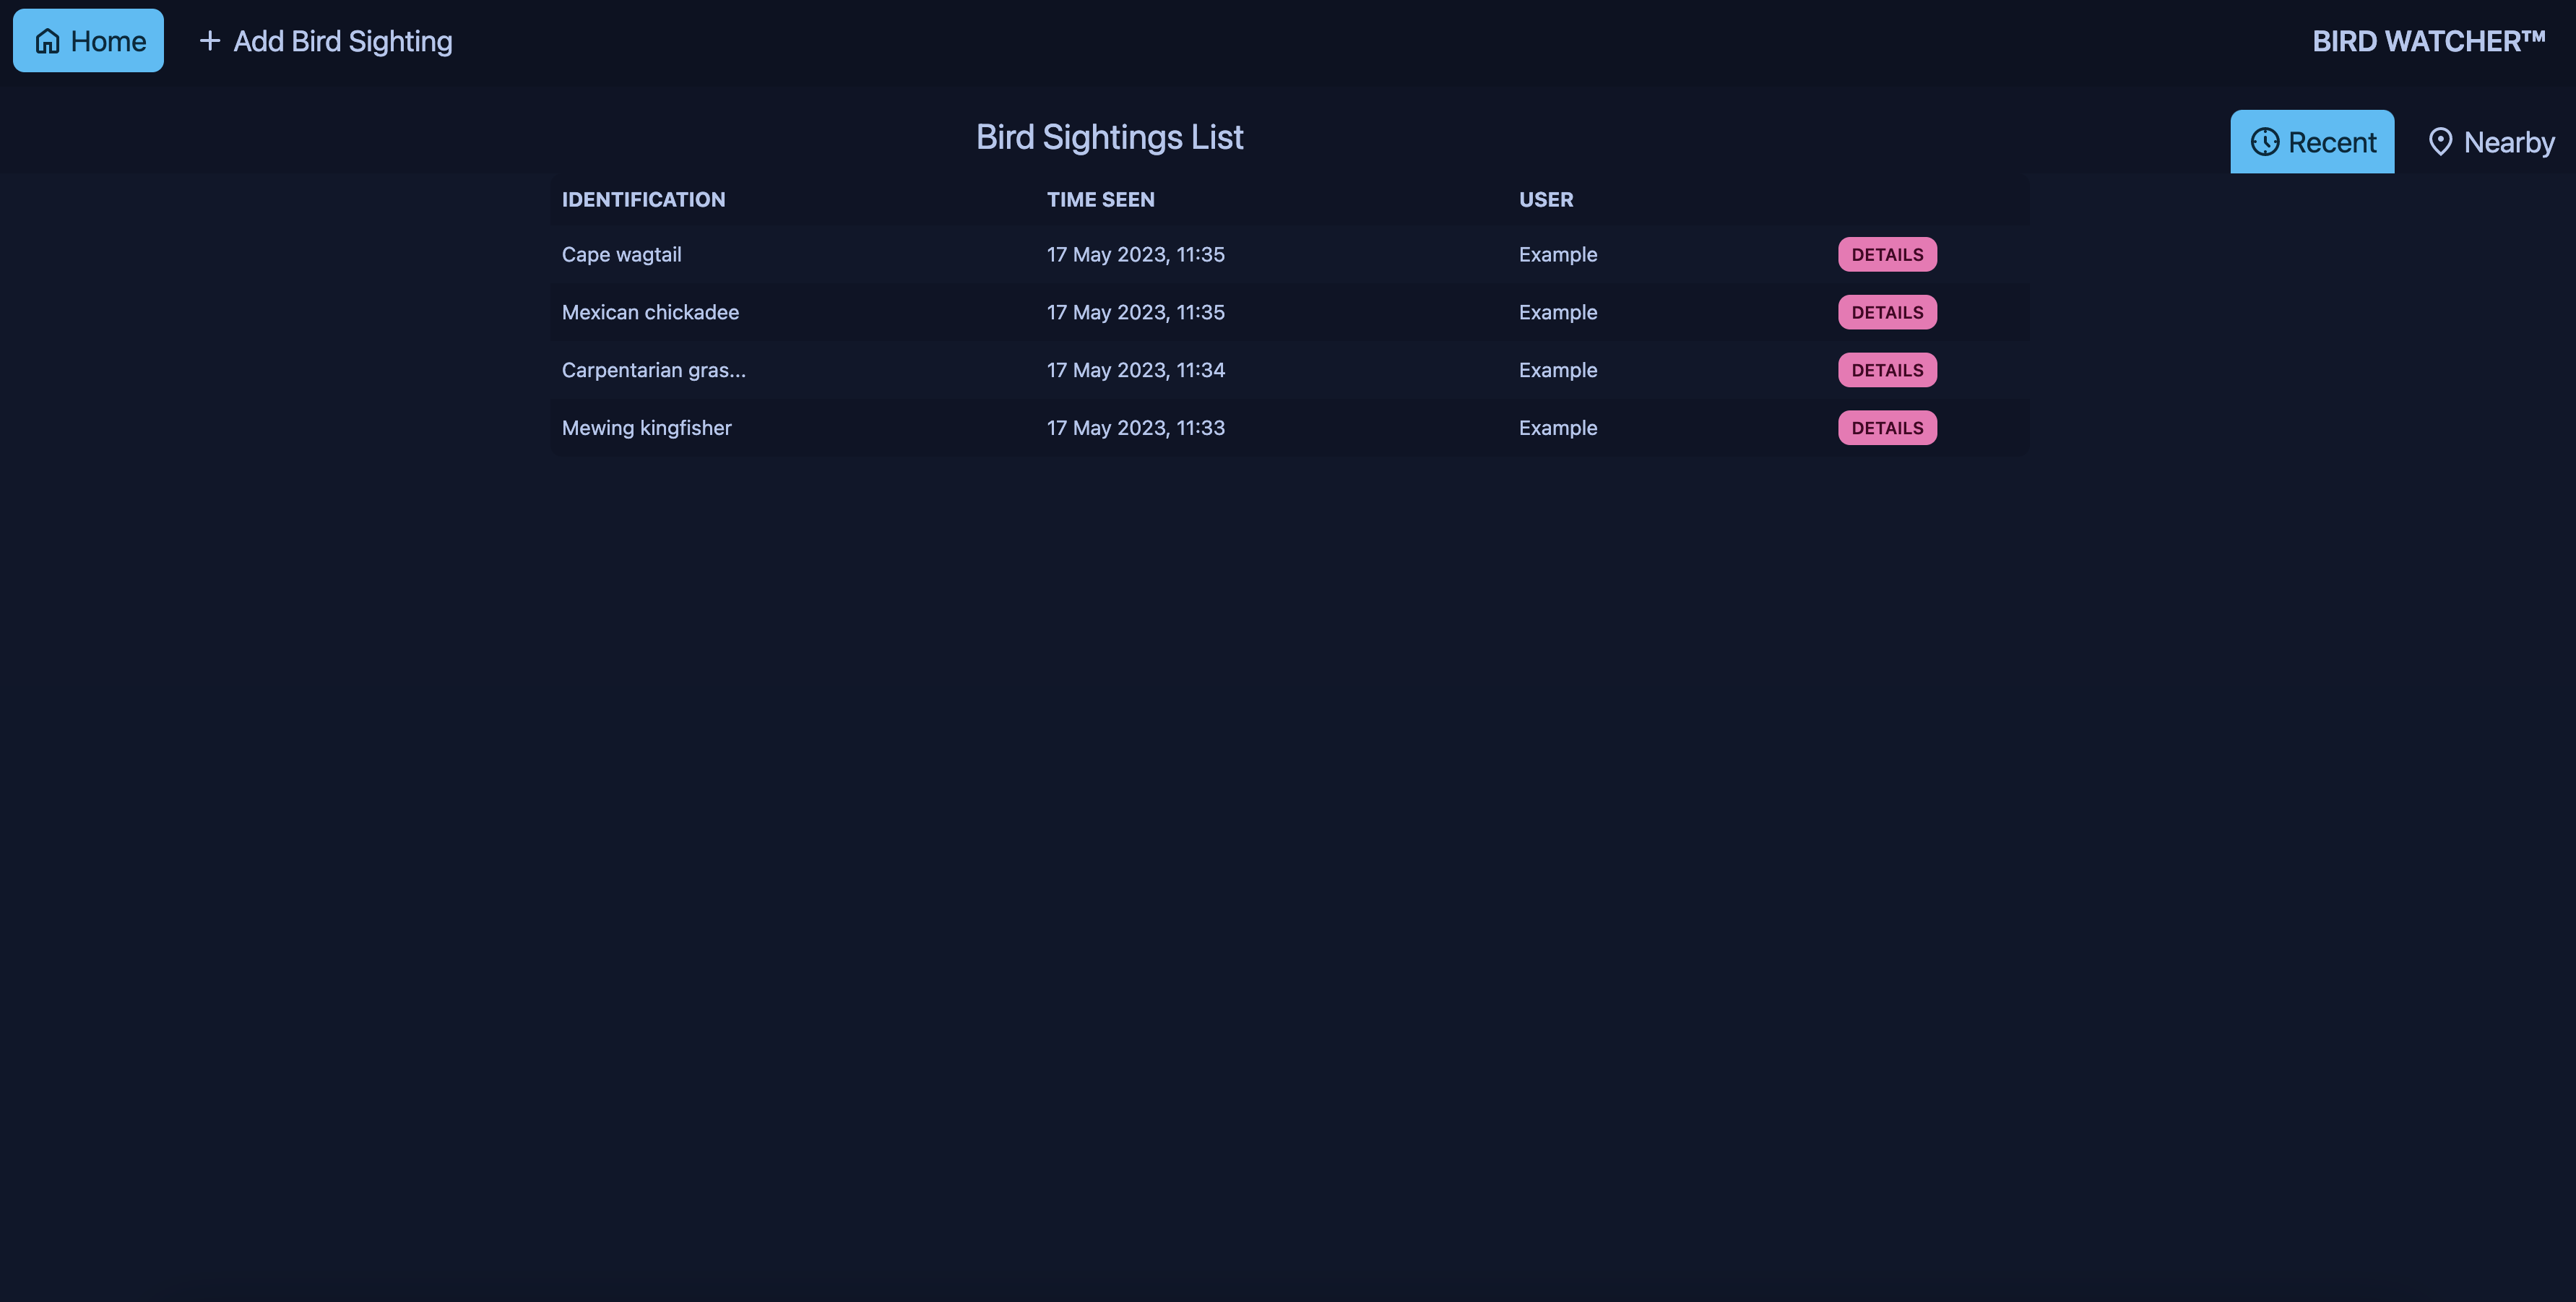 Home + Add Bird Sighting BIRD WATCHER™
Bird Sightings List Recent Nearby
IDENTIFICATION TIME SEEN USER
Cape wagtail 17 May 2023, 11:35 Example DETAILS
Mexican chickadee 17 May 2023, 11:35 Example DETAILS
Carpentarian gras... 17 May 2023, 11:34 Example DETAILS
Mewing kingfisher 17 May 2023, 11:33 Example DETAILS